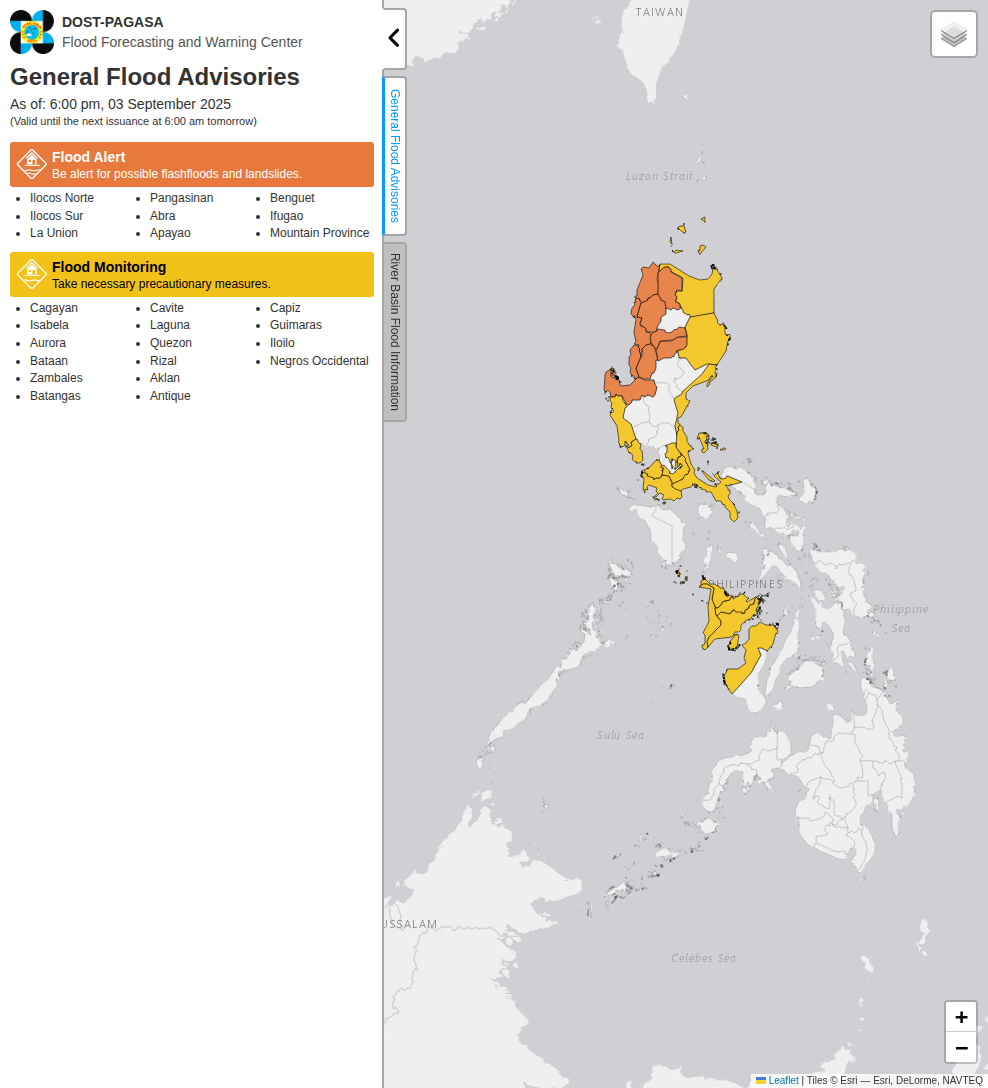 DOST-PAGASA
Flood Forecasting and Warning Center
General Flood Advisories
As of: 6:00 pm, 03 September 2025
(Valid until the next issuance at 6:00 am tomorrow)
Flood Alert
Be alert for possible flashfloods and landslides.
Ilocos Norte
Ilocos Sur
La Union
Pangasinan
Abra
Apayao
Benguet
Ifugao
Mountain Province
Flood Monitoring
Take necessary precautionary measures.
Cagayan
Isabela
Aurora
Bataan
Zambales
Batangas
Cavite
Laguna
Quezon
Rizal
Aklan
Antique
Capiz
Guimaras
Iloilo
Negros Occidental
General Flood Advisories
River Basin Flood Information
TAIWAN
Luzon Strait
PHILIPPINES
Philippine
Sea
Sulu Sea
USSALAM
Celebes Sea
+
−
Leaflet | Tiles © Esri — Esri, DeLorme, NAVTEQ